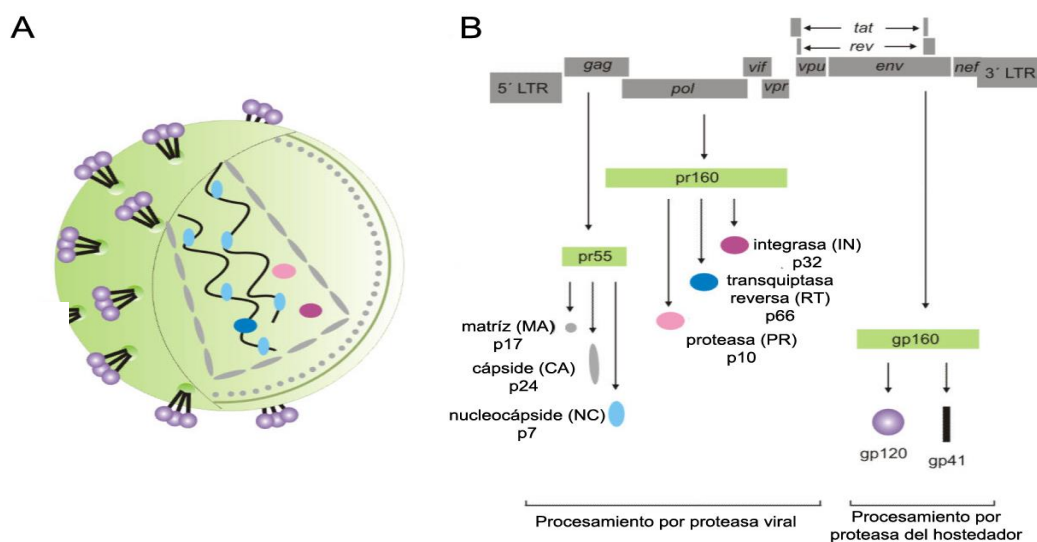 A
B
tat
rev
gag
vif
vpu
env
nef
5´ LTR
pol
vpr
3´ LTR
pr160
integrasa (IN)
p32
pr55
transquiptasa
reversa (RT)
p66
matríz (MA)
p17
proteasa (PR)
p10
cápside (CA)
p24
gp160
nucleocápside (NC)
p7
gp120
gp41
Procesamiento por proteasa viral
Procesamiento por
proteasa del hostedador